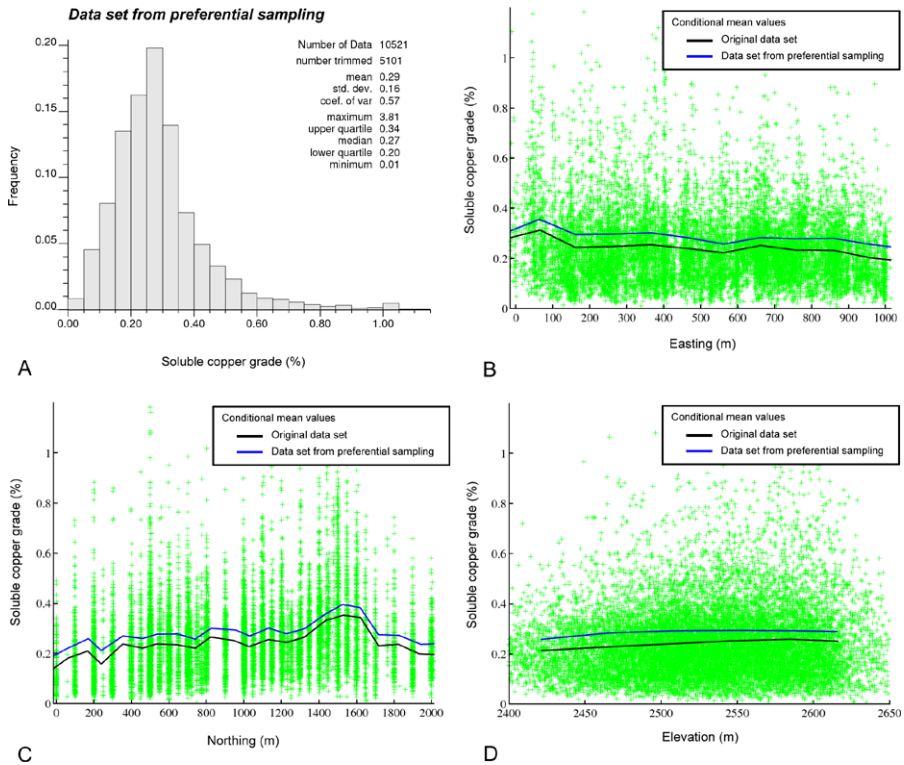 Data set from preferential sampling
Number of Data 10521
number trimmed 5101
mean 0.29
std. dev. 0.16
coef. of var 0.57
maximum 3.81
upper quartile 0.34
median 0.27
lower quartile 0.20
minimum 0.01
Frequency
0.20
0.15
0.20
0.05
0.00
0.00 0.20 0.40 0.60 0.80 1.00
Soluble copper grade (%)
A
Conditional mean values
Original data set
Data set from preferential sampling
Soluble copper grade (%)
1
0.8
0.6
0.4
0.2
0
0 100 200 300 400 500 600 700 800 900 1000
Easting (m)
B
Conditional mean values
Original data set
Data set from preferential sampling
Soluble copper grade (%)
1
0.8
0.6
0.4
0.2
0
0 200 400 600 800 1000 1200 1400 1600 1800 2000
Northing (m)
C
Conditional mean values
Original data set
Data set from preferential sampling
Soluble copper grade (%)
1
0.8
0.6
0.4
0.2
0
2400 2450 2500 2550 2600 2650
Elevation (m)
D